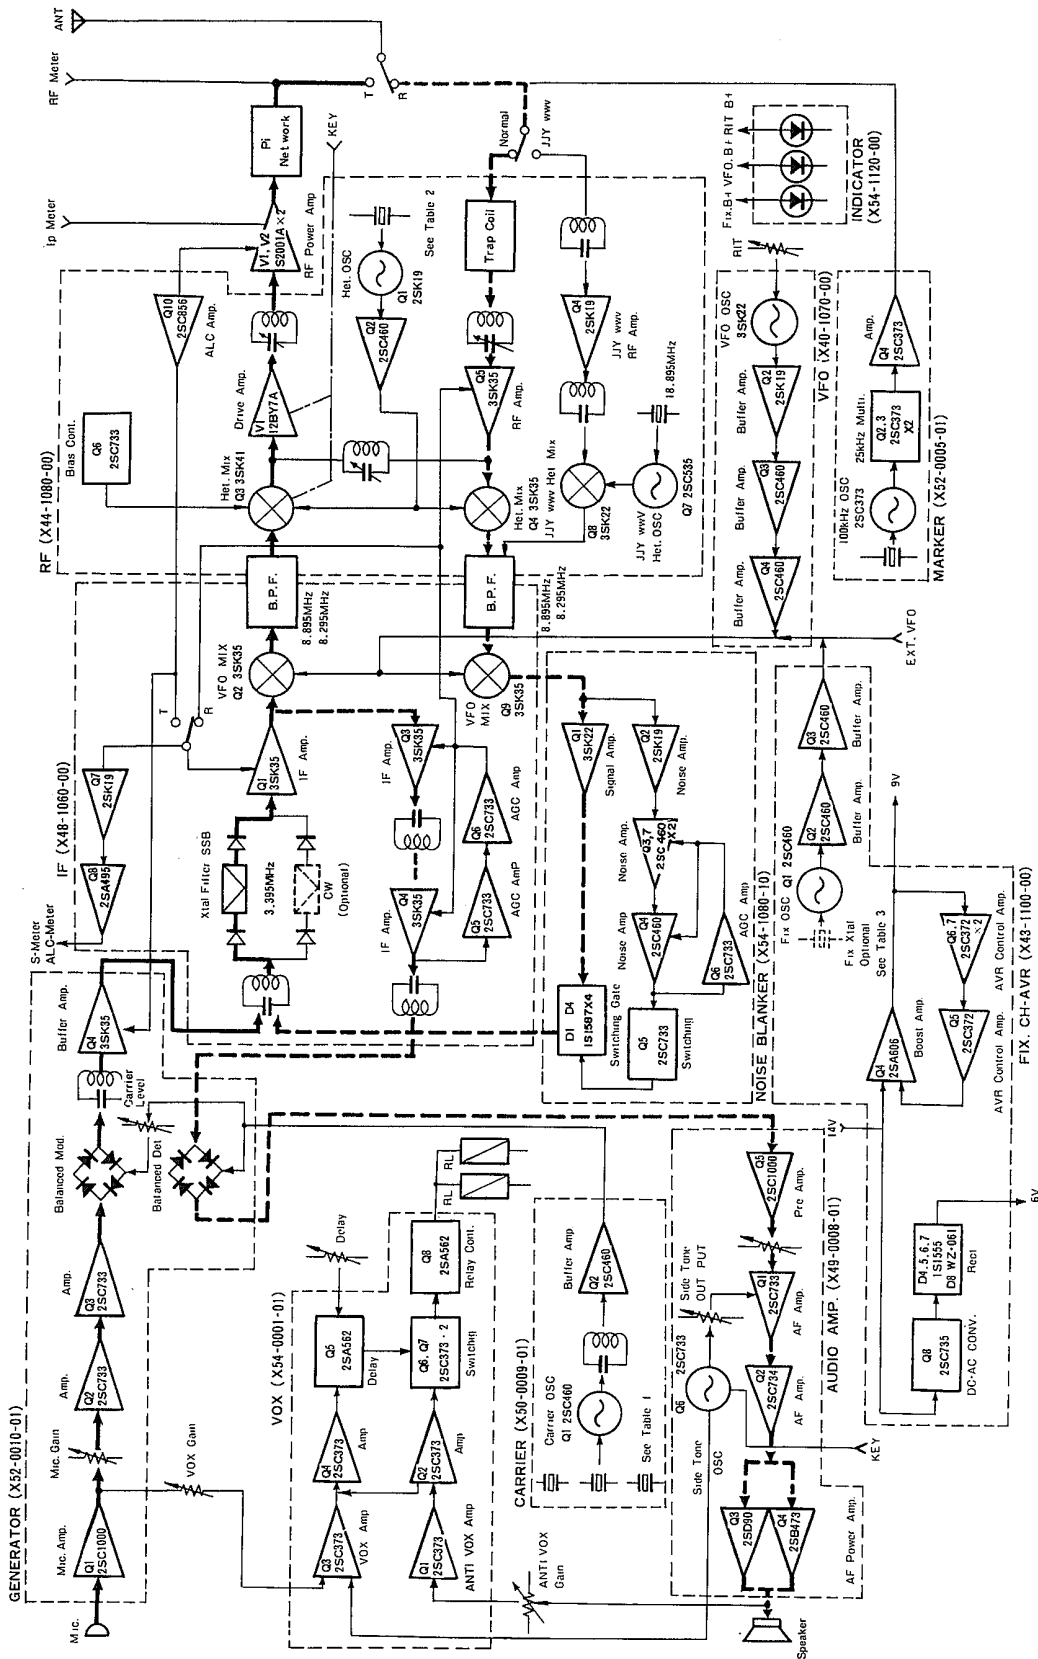 GENERATOR (X52-0010-01)
Mic.
Mic. Amp.
Q1
2SC1000
Mic. Gain
VOX Gain
Amp.
Q2
2SC733
Amp.
Q3
2SC733
Balanced Mod.
Carrier
Level
Balanced Det
Buffer Amp.
Q4
3SK35
S-Meter
ALC-Meter
IF (X48-1060-00)
Q8
2SA495
Q7
2SK19
T
R
Xtal Filter SSB
3.395MHz
CW
(Optional)
Q1
3SK35
IF Amp.
VFO MIX
Q2 3SK35
B.P.F.
8.895MHz
8.295MHz
IF Amp.
Q3
3SK35
IF Amp.
Q4
3SK35
Q5
2SC733
AGC AmP
Q6
2SC733
AGC Amp
VFO
MIX
Q9
3SK35
B.P.F.
8.895MHz
8.295MHz
RF (X44-1080-00)
Bias Cont.
Q6
2SC733
Q10
2SC856
ALC Amp.
Het. Mix
Q3 3SK41
Drive Amp.
V1
12BY7A
V1, V2
S2001A × 2
RF Power Amp
Ip Meter
Pi
Network
RF Meter
ANT
T
R
KEY
Het. OSC
Q1
2SK19
See Table 2
Q2
2SC460
Q5
3SK35
RF Amp.
Trap Coil
Normal
JJY wwv
Het. Mix
Q4 3SK35
JJY wwv Het Mix
Q8
3SK22
Q4
2SK19
JJY wwv
RF Amp.
JJY wwV
Het. OSC
Q7 2SC535
18.895MHz
VOX (X54-0001-01)
Q3
2SC373
VOX Amp
Q4
2SC373
Amp
Q5
2SA562
Delay
Delay
Q1
2SC373
ANTI VOX Amp
Q2
2SC373
Amp
Q6, Q7
2SC373 · 2
Switching
Q8
2SA562
Relay Cont.
RL
RL
ANTI VOX
Gain
CARRIER (X50-0009-01)
Carrier OSC
Q1 2SC460
See Table 1
Buffer Amp
Q2
2SC460
NOISE BLANKER (X54-1080-10)
Q1
3SK22
Signal Amp.
Q2
2SK19
Noise Amp.
Noise Amp.
Q3,7
2SC460
X2
Noise Amp
Q4
2SC460
AGC Amp
Q6
2SC733
D1 D4
1S1587X4
Switching Gate
Q5
2SC733
Switching
AUDIO AMP. (X49-0008-01)
Q5
2SC1000
Pre Amp.
Q1
2SC733
AF Amp.
Q2
2SC734
AF Amp.
Side Tone
OUT PUT
2SC733
Q6
Side Tone
OSC
KEY
Q3
2SD90
Q4
2SB473
AF Power Amp.
Speaker
VFO (X40-1070-00)
RIT
VFO OSC
3SK22
Buffer Amp.
Q2
2SK19
Buffer Amp.
Q3
2SC460
Buffer Amp.
Q4
2SC460
EXT. VFO
INDICATOR
(X54-1120-00)
Fix.B+
VFO. B+
RIT B+
MARKER (X52-0005-01)
100kHz OSC
2SC373
25kHz Multi.
Q2.3
2SC373
X2
Amp.
Q4
2SC373
FIX. CH-AVR (X43-1100-00)
Fix OSC Q1 2SC460
Fix Xtal
Optional
See Table 3
Q2
2SC460
Buffer Amp.
Q3
2SC460
Buffer Amp.
9V
14V
Q4
2SA606
Boost Amp.
Q6.7
2SC372
×2
AVR Control Amp.
Q5
2SC372
AVR Control Amp.
Q8
2SC735
DC-AC CONV.
D4.5.6.7
1S1555
D8 WZ-061
Rect
6V